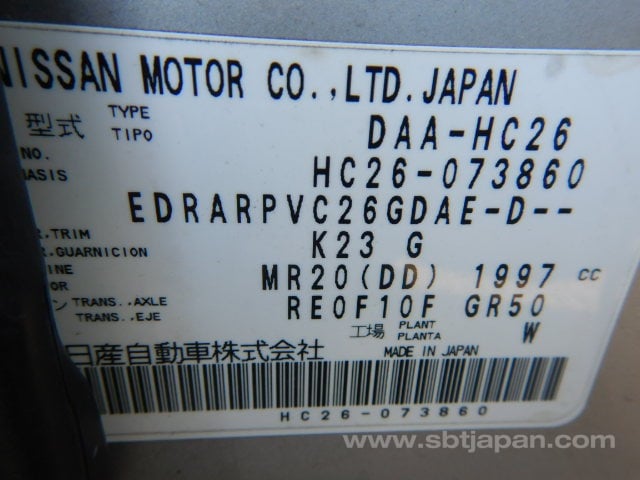 NISSAN MOTOR CO.,LTD.JAPAN
型式 TYPE TIPO DAA-HC26
NO. HC26-073860
EDRARPVC26GDAE-D--
TRIM GUARNICION K23 G
MR20(DD) 1997 cc
TRANS.,AXLE TRANS.,EJE RE0F10F GR50
工場 PLANT PLANTA W
日産自動車株式会社 MADE IN JAPAN
HC26-073860
www.sbtjapan.com